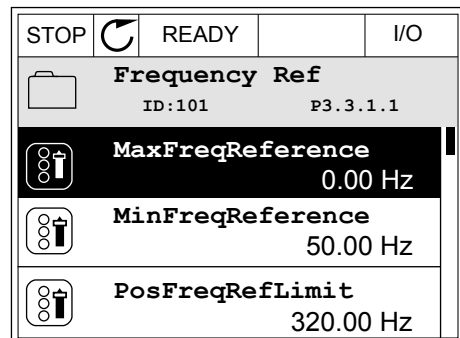 STOP READY I/O
Frequency Ref
ID:101 P3.3.1.1
MaxFreqReference
0.00 Hz
MinFreqReference
50.00 Hz
PosFreqRefLimit
320.00 Hz